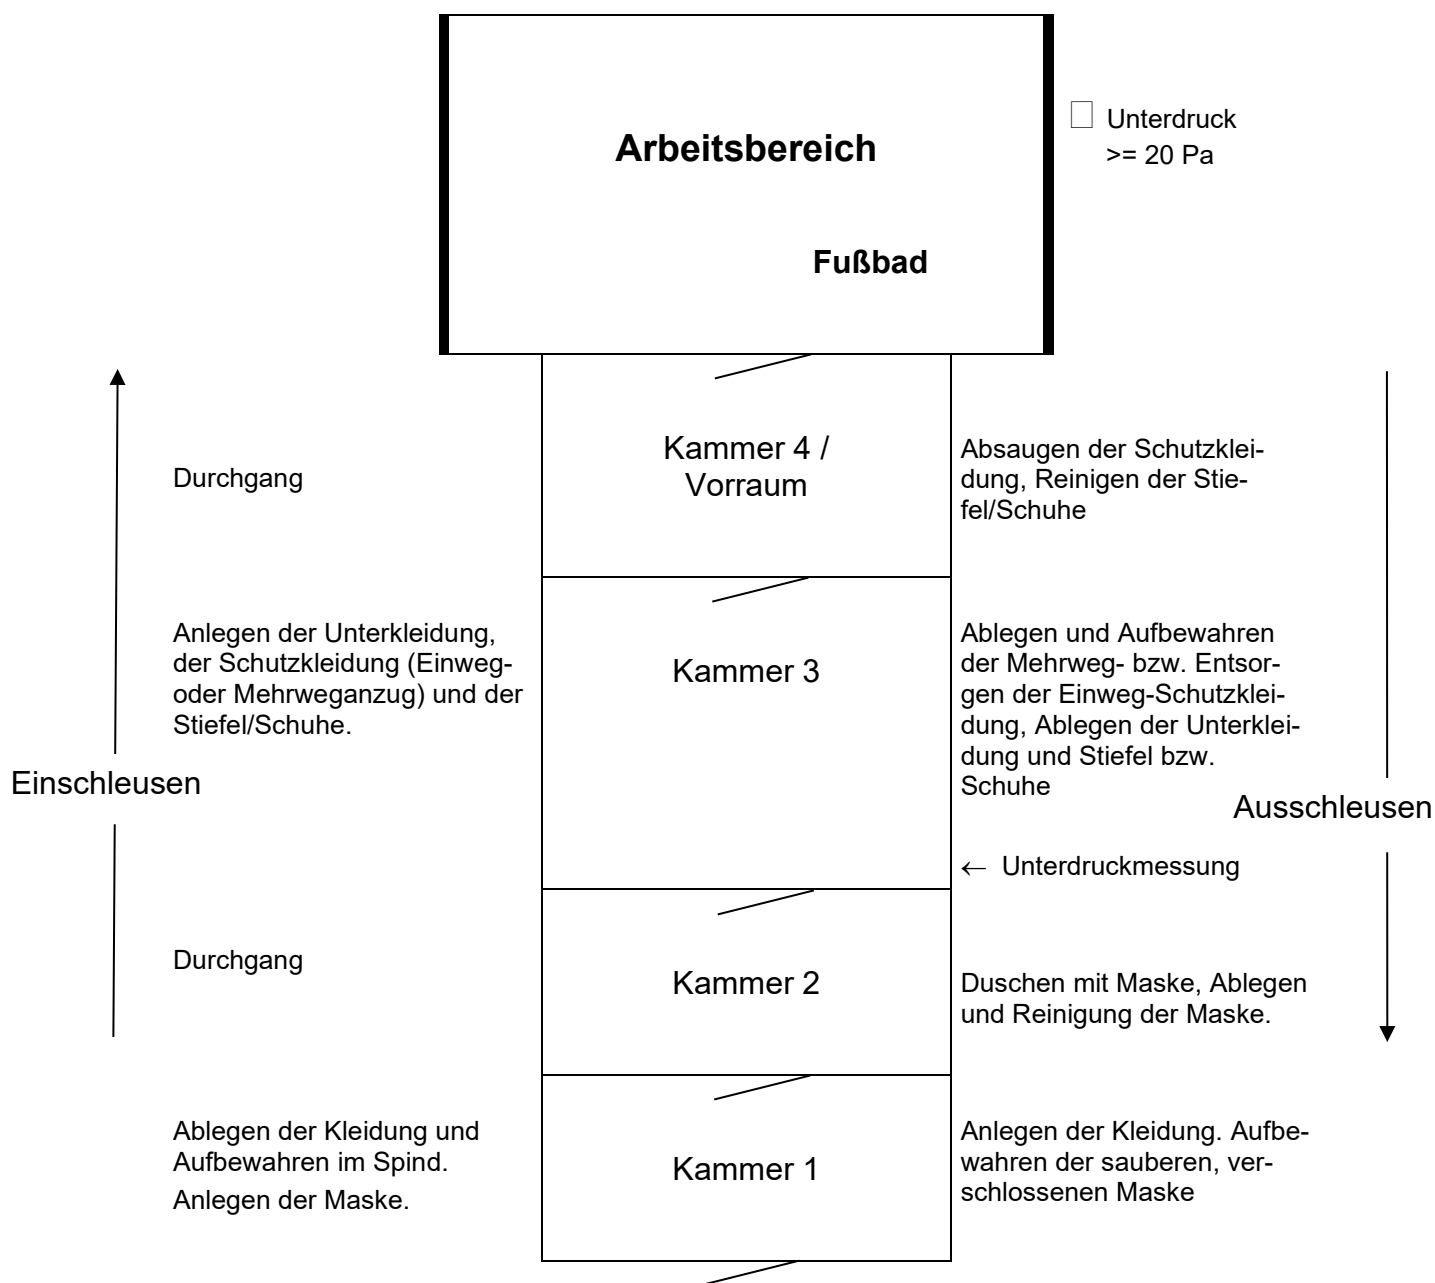 Arbeitsbereich
Unterdruck
>= 20 Pa
Fußbad
Durchgang
Kammer 4 /
Vorraum
Absaugen der Schutzklei-
dung, Reinigen der Stie-
fel/Schuhe
Anlegen der Unterkleidung,
der Schutzkleidung (Einweg-
oder Mehrweganzug) und der
Stiefel/Schuhe.
Kammer 3
Ablegen und Aufbewahren
der Mehrweg- bzw. Entsor-
gen der Einweg-Schutzklei-
dung, Ablegen der Unterklei-
dung und Stiefel bzw.
Schuhe
Einschleusen
Ausschleusen
← Unterdruckmessung
Durchgang
Kammer 2
Duschen mit Maske, Ablegen
und Reinigung der Maske.
Ablegen der Kleidung und
Aufbewahren im Spind.
Anlegen der Maske.
Kammer 1
Anlegen der Kleidung. Aufbe-
wahren der sauberen, ver-
schlossenen Maske